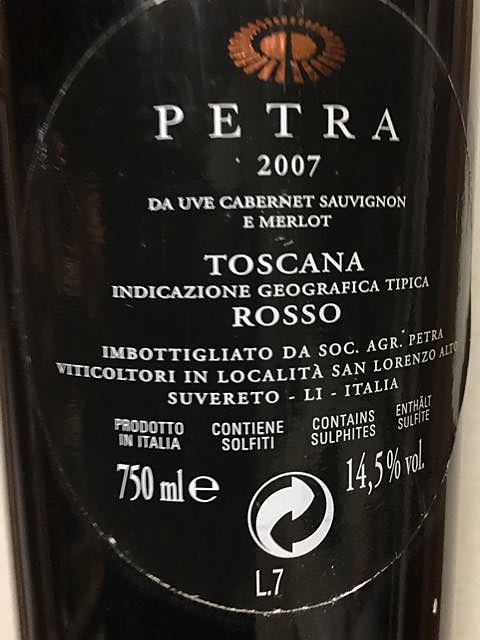 PETRA
2007
DA UVE CABERNET SAUVIGNON
E MERLOT
TOSCANA
INDICAZIONE GEOGRAFICA TIPICA
ROSSO
IMBOTTIGLIATO DA SOC. AGR. PETRA
VITICOLTORI IN LOCALITÀ SAN LORENZO ALTO
SUVERETO - LI - ITALIA
PRODOTTO
IN ITALIA
CONTIENE
SOLFITI
CONTAINS
SULPHITES
ENTHÄLT
SULFITE
750 ml e
14,5% vol.
L.7